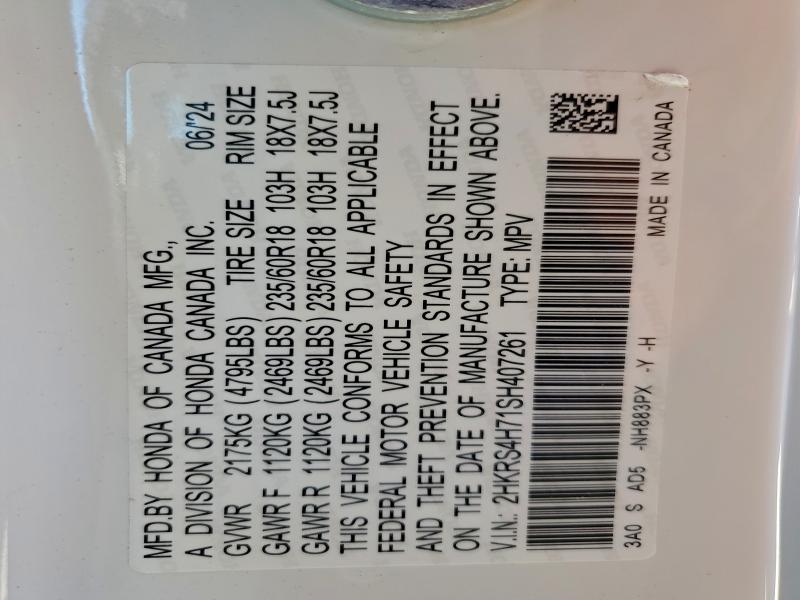 MFD.BY HONDA OF CANADA MFG.,
A DIVISION OF HONDA CANADA INC. 06/'24
GVWR 2175KG (4795LBS) TIRE SIZE RIM SIZE
GAWR F 1120KG (2469LBS) 235/60R18 103H 18X7.5J
GAWR R 1120KG (2469LBS) 235/60R18 103H 18X7.5J
THIS VEHICLE CONFORMS TO ALL APPLICABLE
FEDERAL MOTOR VEHICLE SAFETY
AND THEFT PREVENTION STANDARDS IN EFFECT
ON THE DATE OF MANUFACTURE SHOWN ABOVE.
V.I.N.: 2HKRS4H71SH407261 TYPE: MPV
3A0 S AD5 -NH883PX -Y -H MADE IN CANADA